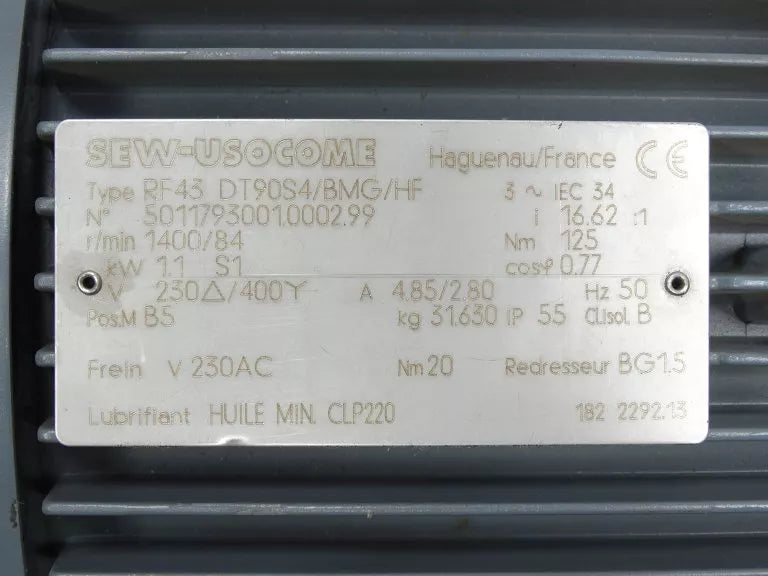 SEW-USOCOME Haguenau/France CE
Type RF43 DT90S4/BMG/HF 3 ~ IEC 34
N° 5011793001.0002.99 i 16.62 :1
r/min 1400/84 Nm 125
kW 1.1 S1 cosφ 0.77
V 230△/400Y A 4.85/2.80 Hz 50
Pos.M B5 kg 31.630 IP 55 Cl.Isol. B
Frein V 230AC Nm 20 Redresseur BG1.5
Lubrifiant HUILE MIN. CLP220 182 2292.13